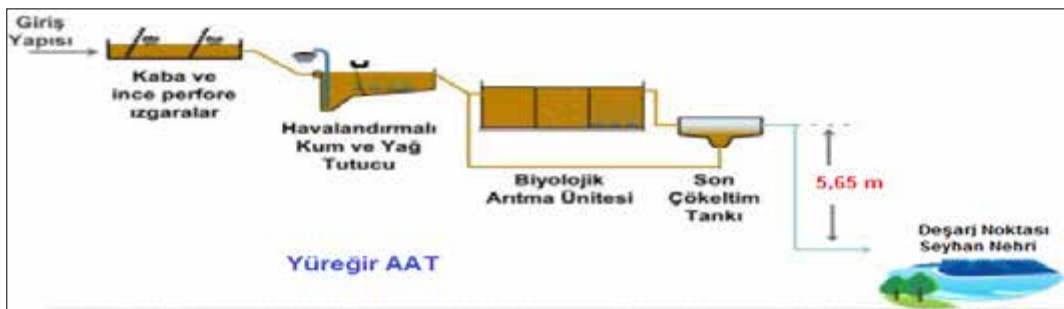 Giriş
Yapısı
Kaba ve
ince perfore
ızgaralar
Havalandırmalı
Kum ve Yağ
Tutucu
Biyolojik
Arıtma Ünitesi
Son
Çökeltim
Tankı
5,65 m
Deşarj Noktası
Seyhan Nehri
Yüreğir AAT